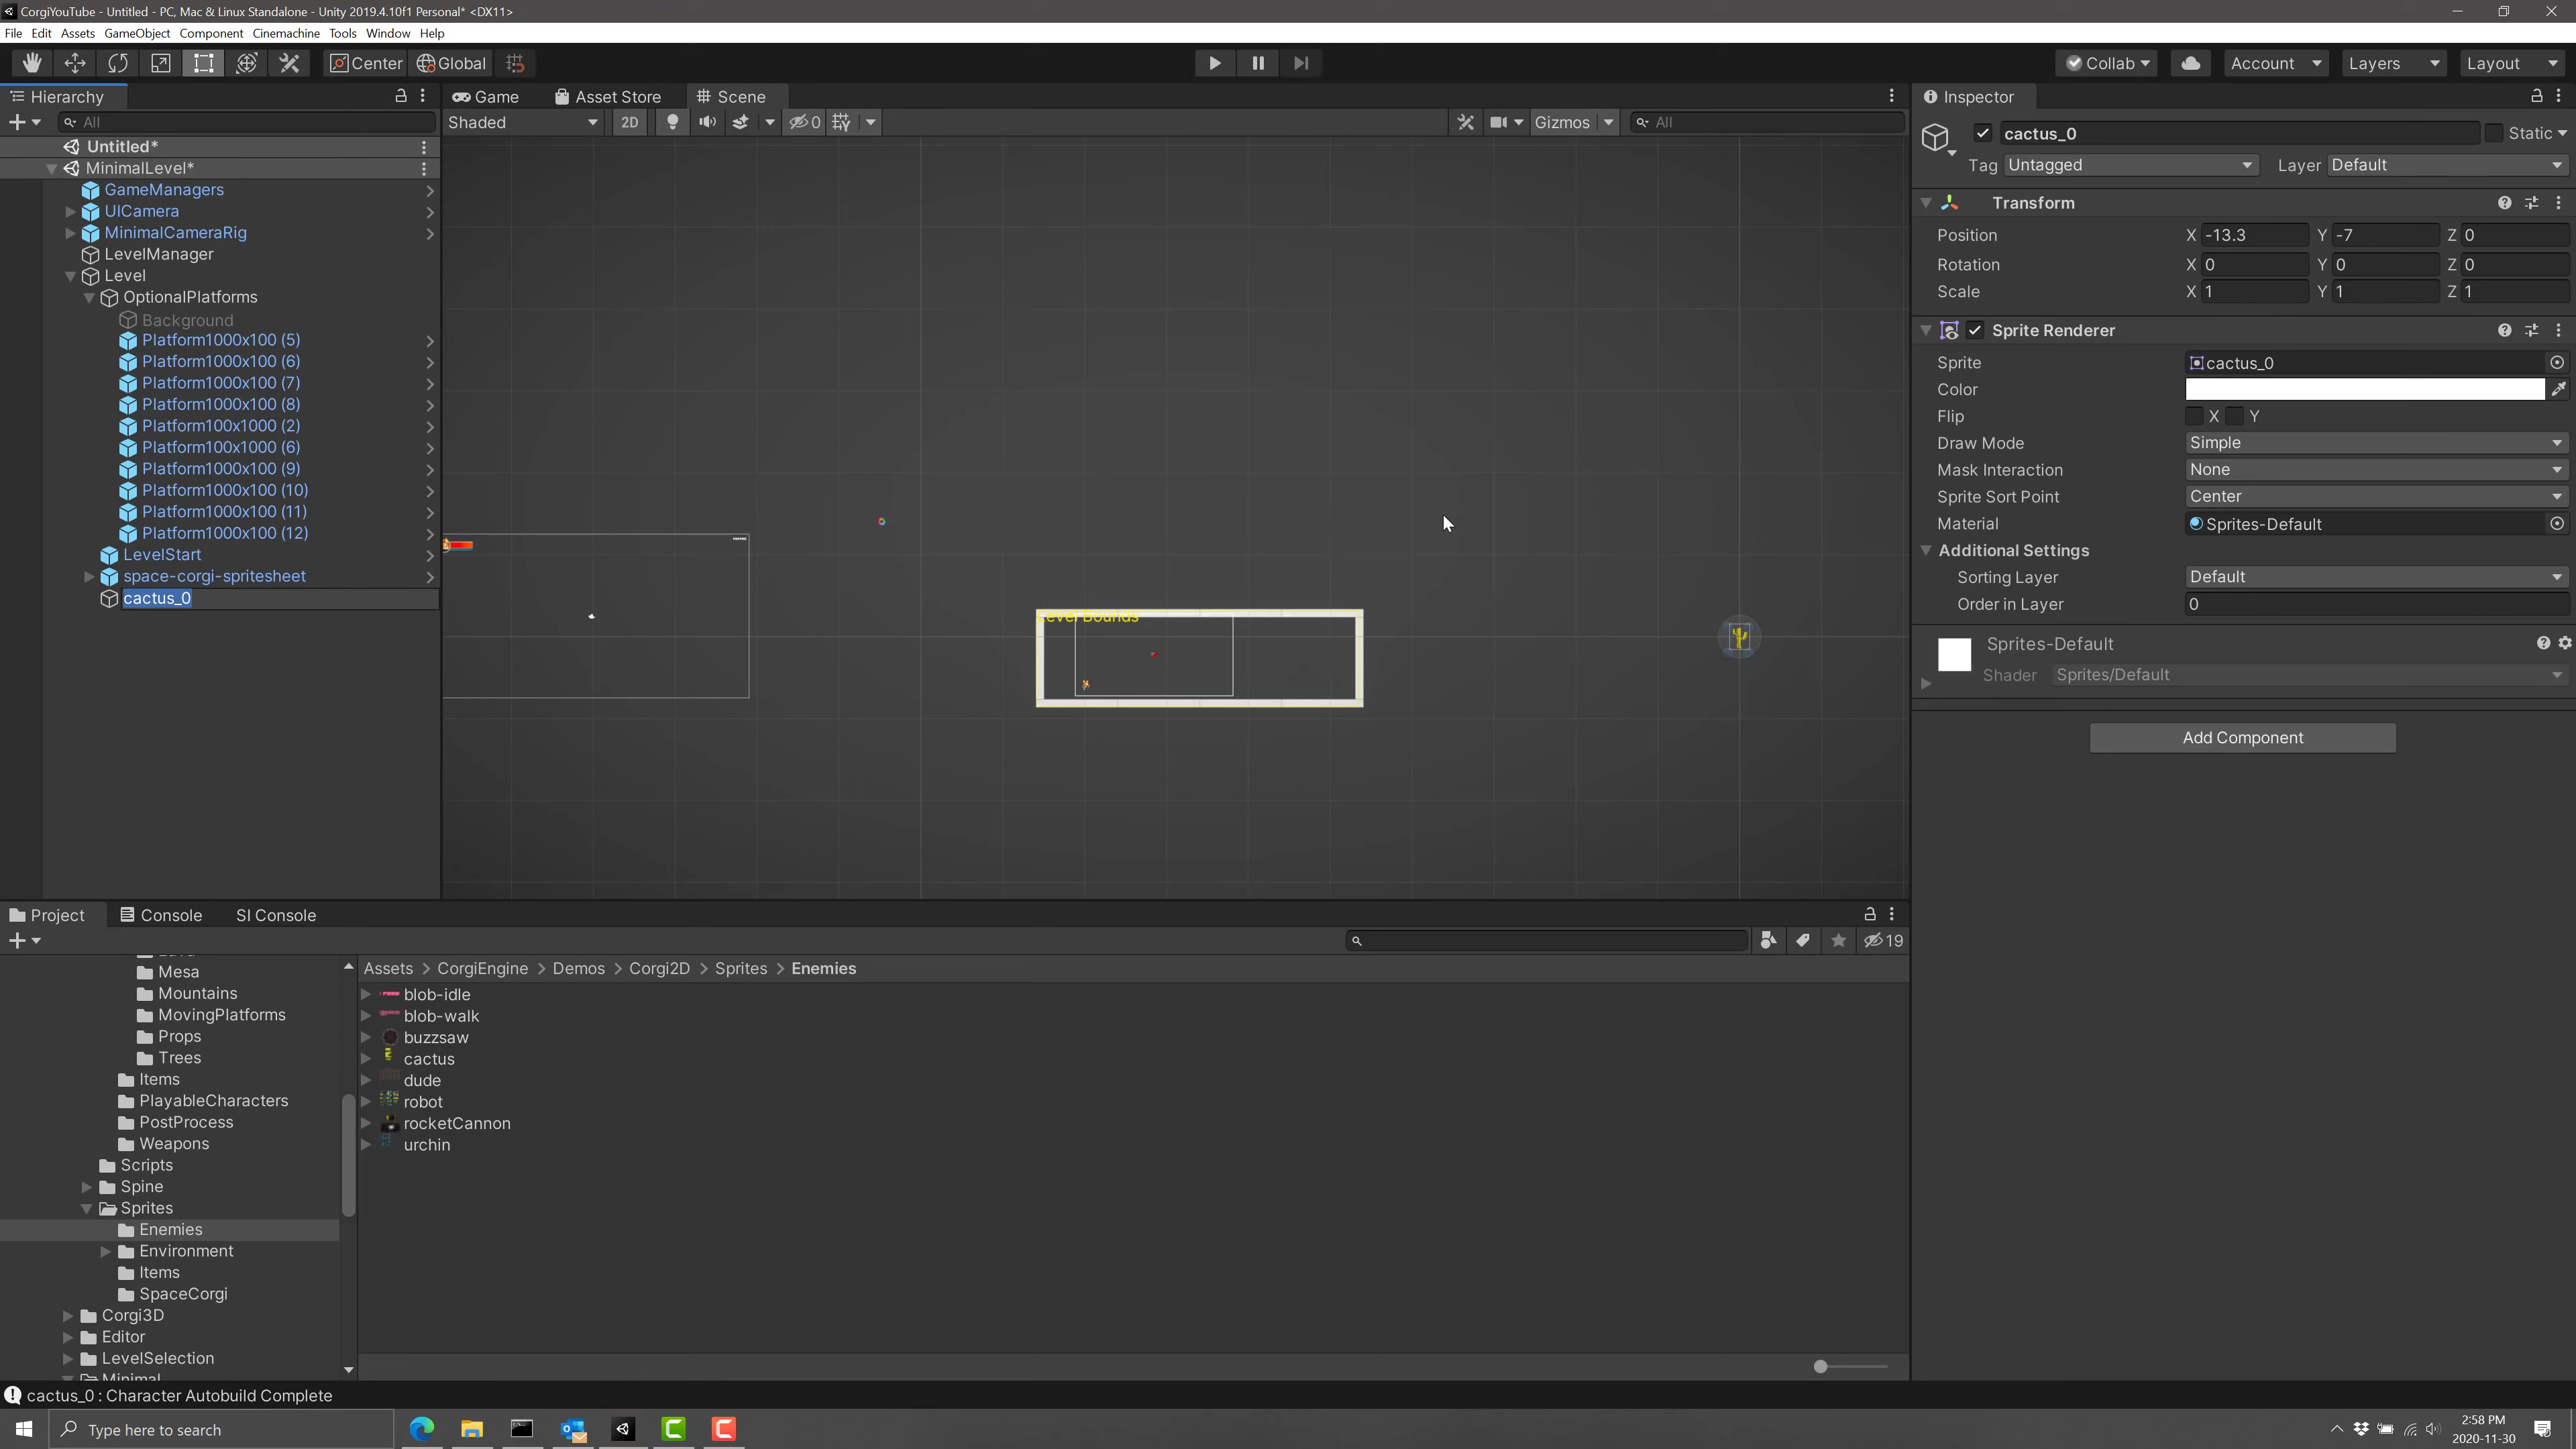 CorgiYouTube - Untitled - PC, Mac & Linux Standalone - Unity 2019.4.10f1 Personal* <DX11>
File Edit Assets GameObject Component Cinemachine Tools Window Help
Center Global Collab Account Layers Layout
Hierarchy Game Asset Store Scene Inspector
All Shaded 2D 0 Gizmos All cactus_0 Static
Untitled*
MinimalLevel* Tag Untagged Layer Default
GameManagers Transform
UICamera
MinimalCameraRig Position X -13.3 Y -7 Z 0
LevelManager Rotation X 0 Y 0 Z 0
Level Scale X 1 Y 1 Z 1
OptionalPlatforms
Background Sprite Renderer
Platform1000x100 (5)
Platform1000x100 (6) Sprite cactus_0
Platform1000x100 (7) Color
Platform1000x100 (8) Flip X Y
Platform100x1000 (2) Draw Mode Simple
Platform100x1000 (6) Mask Interaction None
Platform1000x100 (9) Sprite Sort Point Center
Platform1000x100 (10) Material Sprites-Default
Platform1000x100 (11) Additional Settings
Platform1000x100 (12)
LevelStart Sorting Layer Default
space-corgi-spritesheet Order in Layer 0
cactus_0 Level Bounds
Sprites-Default
Shader Sprites/Default
Add Component
Project Console SI Console
19
Assets > CorgiEngine > Demos > Corgi2D > Sprites > Enemies
Mesa
Mountains
MovingPlatforms
Props
Trees
Items
PlayableCharacters
PostProcess
Weapons
Scripts
Spine
Sprites
Enemies
Environment
Items
SpaceCorgi
Corgi3D
Editor
LevelSelection
Minimal
blob-idle
blob-walk
buzzsaw
cactus
dude
robot
rocketCannon
urchin
cactus_0 : Character Autobuild Complete
Type here to search
2:58 PM
2020-11-30